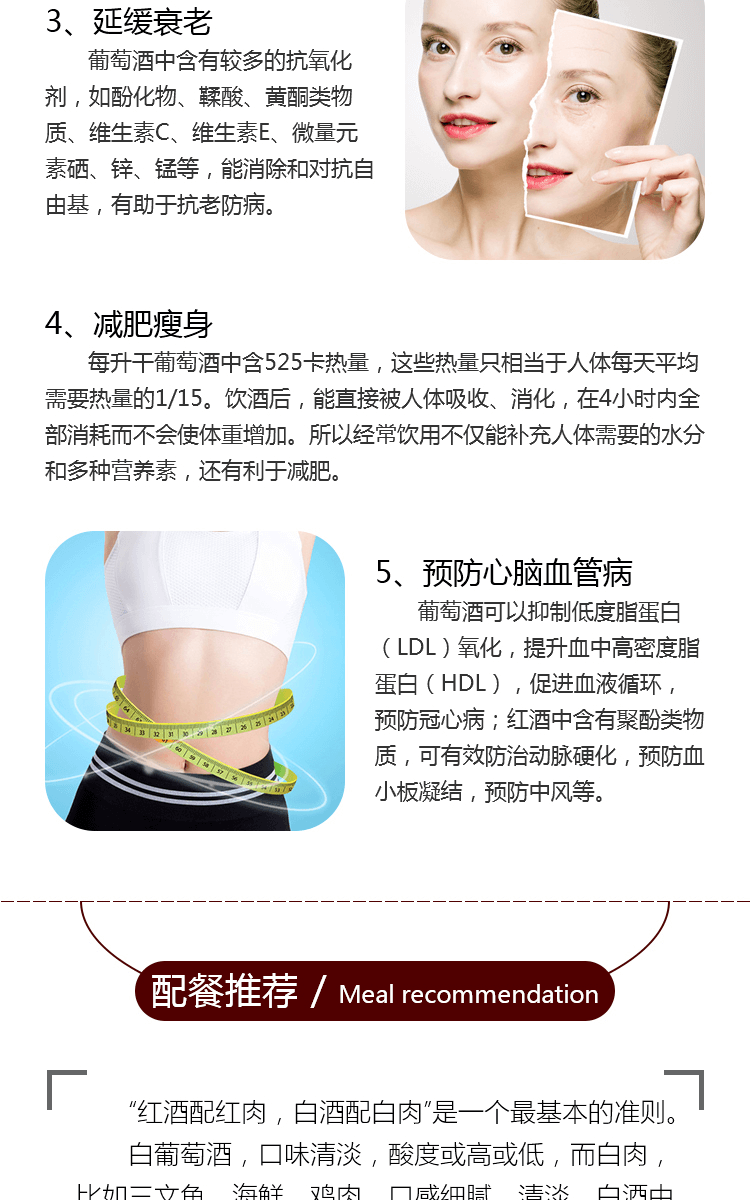 3、延缓衰老
葡萄酒中含有较多的抗氧化
剂，如酚化物、鞣酸、黄酮类物
质、维生素C、维生素E、微量元
素硒、锌、锰等，能消除和对抗自
由基，有助于抗老防病。
4、减肥瘦身
每升干葡萄酒中含525卡热量，这些热量只相当于人体每天平均
需要热量的1/15。饮酒后，能直接被人体吸收、消化，在4小时内全
部消耗而不会使体重增加。所以经常饮用不仅能补充人体需要的水分
和多种营养素，还有利于减肥。
5、预防心脑血管病
葡萄酒可以抑制低度脂蛋白
（LDL）氧化，提升血中高密度脂
蛋白（HDL），促进血液循环，
预防冠心病；红酒中含有聚酚类物
质，可有效防治动脉硬化，预防血
小板凝结，预防中风等。
配餐推荐 / Meal recommendation
“红酒配红肉，白酒配白肉”是一个最基本的准则。
白葡萄酒，口味清淡，酸度或高或低，而白肉，
比如三文鱼、海鲜、鸡肉，口感细腻、清淡，白酒中